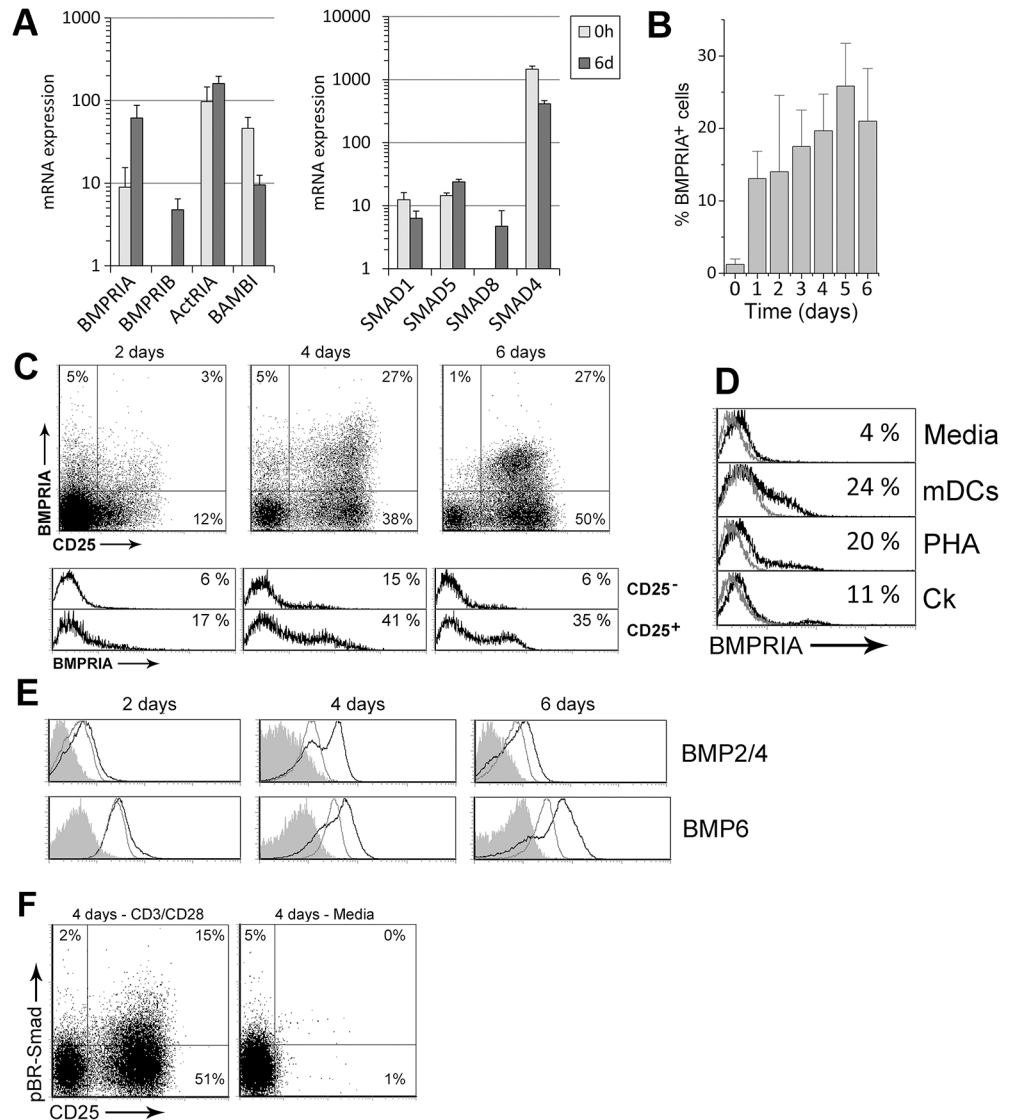 A
B
mRNA expression
1000
100
10
1
BMPRIA
BMPRIB
ActRIA
BAMBI
mRNA expression
10000
1000
100
10
1
SMAD1
SMAD5
SMAD8
SMAD4
0h
6d
% BMPRIA+ cells
30
20
10
0
0 1 2 3 4 5 6
Time (days)
C
2 days
4 days
6 days
5% 3%
12%
5% 27%
38%
1% 27%
50%
BMPRIA
CD25
6 % 15 % 6 % CD25-
17 % 41 % 35 % CD25+
BMPRIA
D
4 % Media
24 % mDCs
20 % PHA
11 % Ck
BMPRIA
E
2 days
4 days
6 days
BMP2/4
BMP6
F
4 days - CD3/CD28
4 days - Media
2% 15%
51%
5% 0%
1%
pBR-Smad
CD25